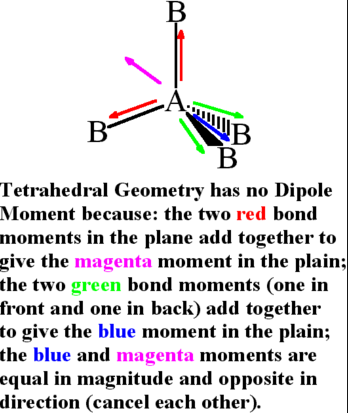 B
A
B
B
B
Tetrahedral Geometry has no Dipole
Moment because: the two red bond
moments in the plane add together to
give the magenta moment in the plain;
the two green bond moments (one in
front and one in back) add together
to give the blue moment in the plain;
the blue and magenta moments are
equal in magnitude and opposite in
direction (cancel each other).